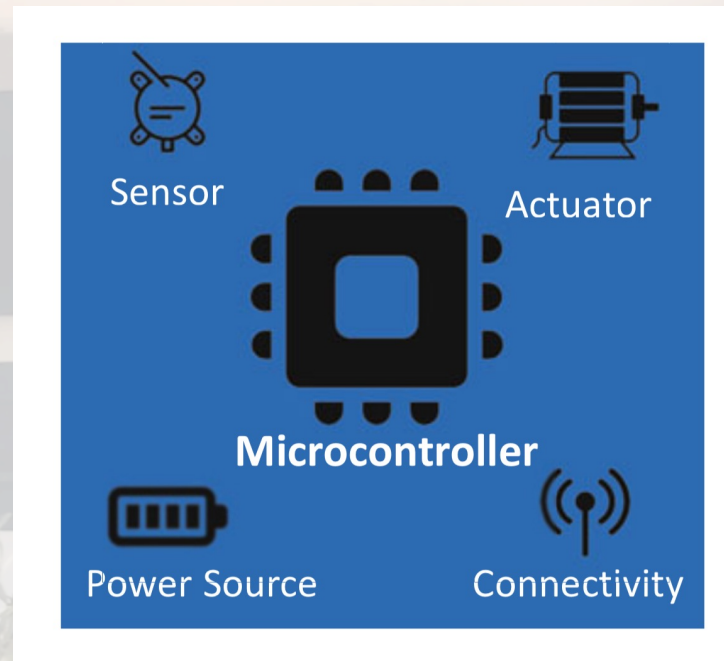 Sensor
Actuator
Microcontroller
Power Source
Connectivity